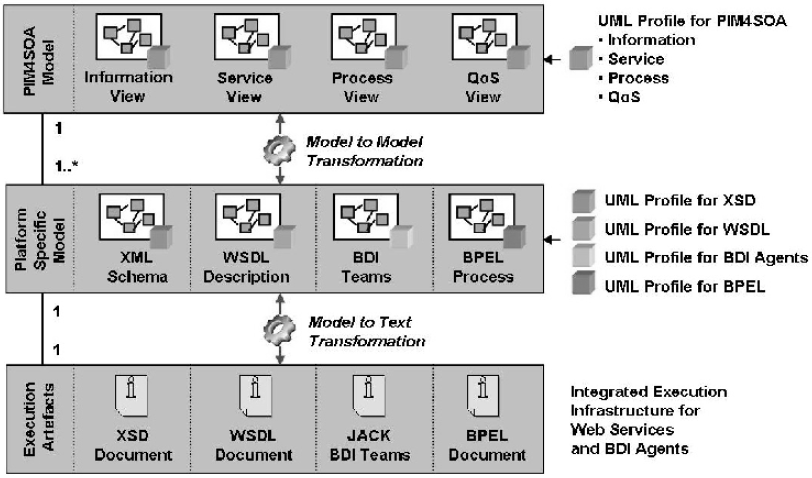 PIM4SOA
Model
Information
View
Service
View
Process
View
QoS
View
UML Profile for PIM4SOA
• Information
• Service
• Process
• QoS
1
1..*
Model to Model
Transformation
Platform
Specific
Model
XML
Schema
WSDL
Description
BDI
Teams
BPEL
Process
UML Profile for XSD
UML Profile for WSDL
UML Profile for BDI Agents
UML Profile for BPEL
1
1
Model to Text
Transformation
Execution
Artefacts
i
XSD
Document
i
WSDL
Document
i
JACK
BDI Teams
i
BPEL
Document
Integrated Execution
Infrastructure for
Web Services
and BDI Agents